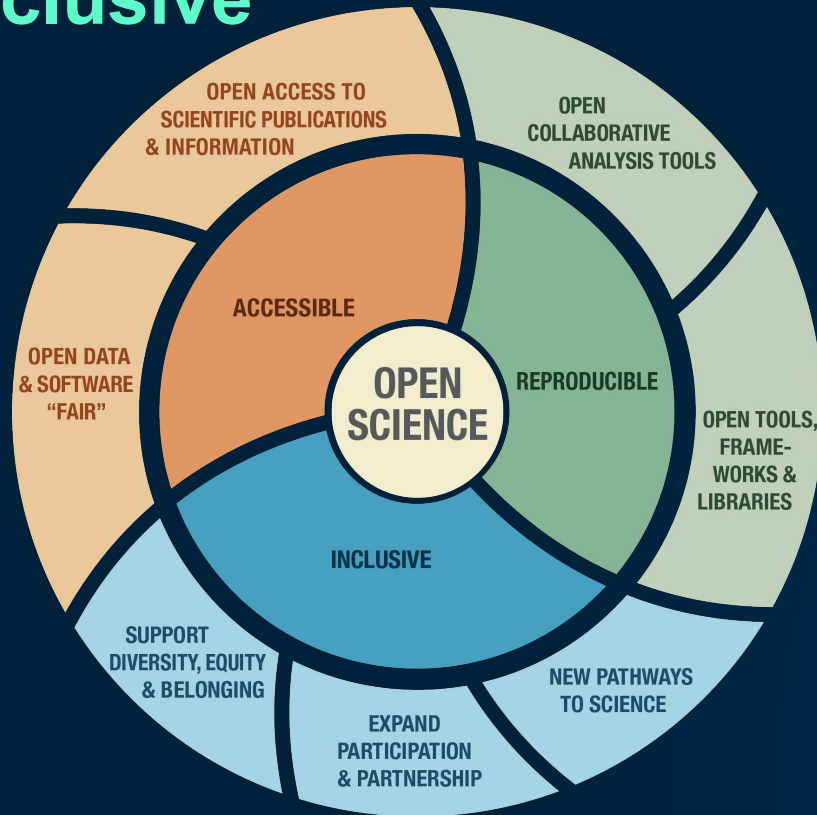 clusive
OPEN ACCESS TO
SCIENTIFIC PUBLICATIONS
& INFORMATION
OPEN
COLLABORATIVE
ANALYSIS TOOLS
ACCESSIBLE
OPEN DATA
& SOFTWARE
“FAIR”
OPEN
SCIENCE
REPRODUCIBLE
OPEN TOOLS,
FRAME-
WORKS &
LIBRARIES
INCLUSIVE
SUPPORT
DIVERSITY, EQUITY
& BELONGING
EXPAND
PARTICIPATION
& PARTNERSHIP
NEW PATHWAYS
TO SCIENCE